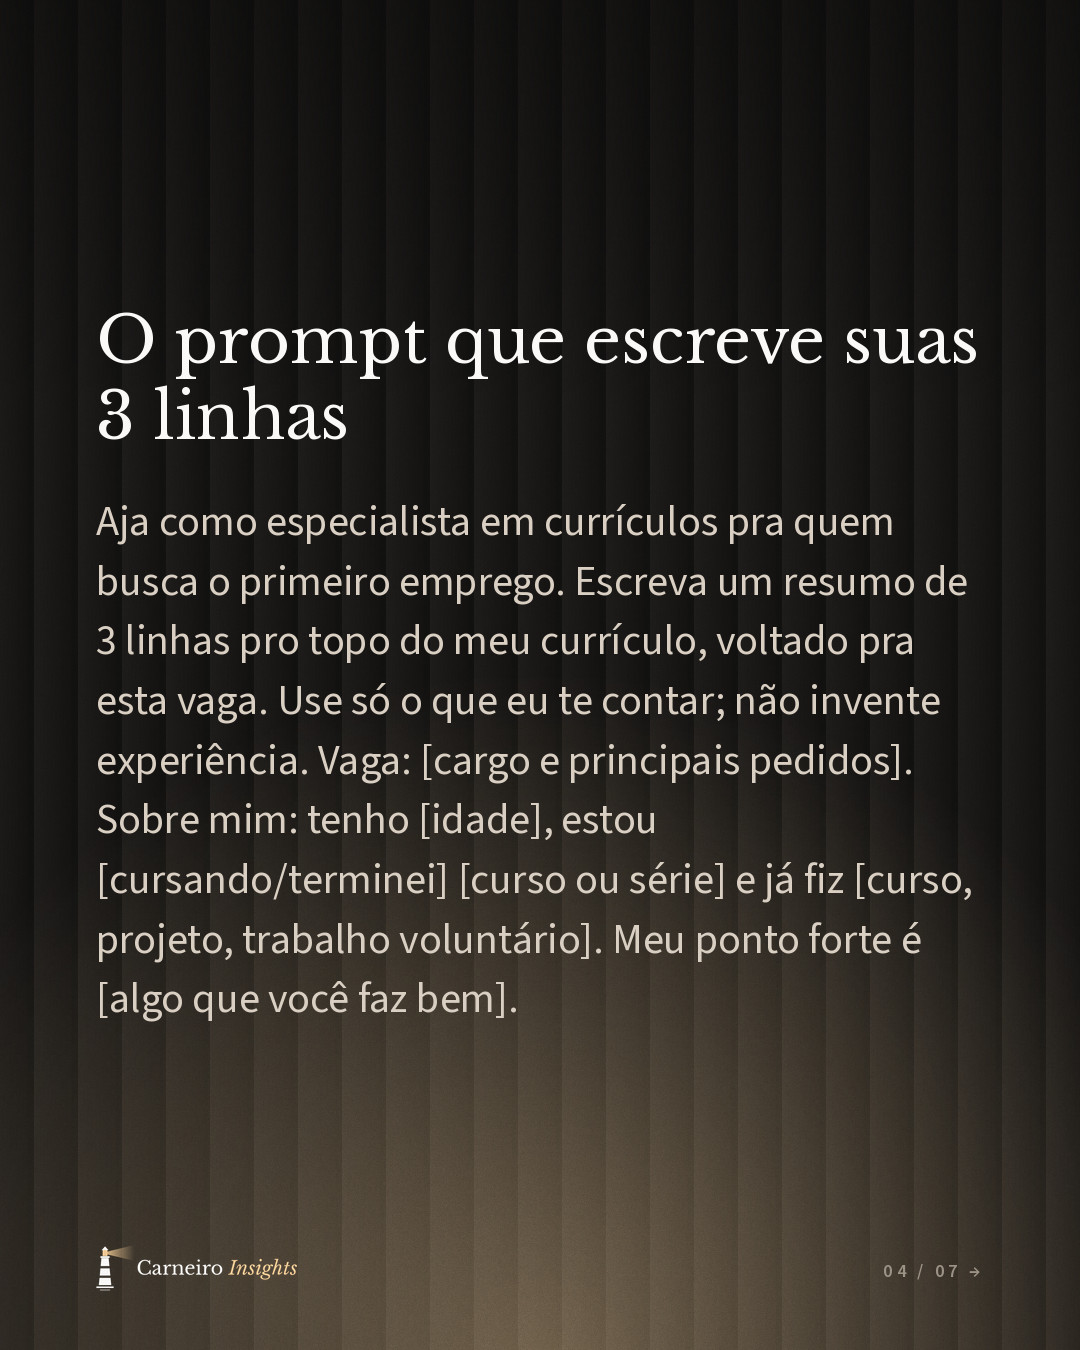 O prompt que escreve suas
3 linhas
Aja como especialista em currículos pra quem
busca o primeiro emprego. Escreva um resumo de
3 linhas pro topo do meu currículo, voltado pra
esta vaga. Use só o que eu te contar; não invente
experiência. Vaga: [cargo e principais pedidos].
Sobre mim: tenho [idade], estou
[cursando/terminei] [curso ou série] e já fiz [curso,
projeto, trabalho voluntário]. Meu ponto forte é
[algo que você faz bem].
Carneiro Insights
04 / 07 →